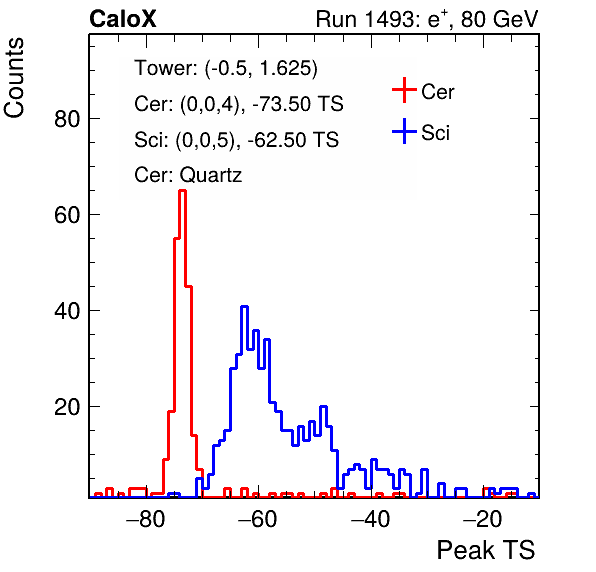 CaloX Run 1493: e⁺, 80 GeV
Counts
Tower: (-0.5, 1.625)
Cer: (0,0,4), -73.50 TS
Sci: (0,0,5), -62.50 TS
Cer: Quartz
Cer
Sci
80
60
40
20
−80 −60 −40 −20
Peak TS